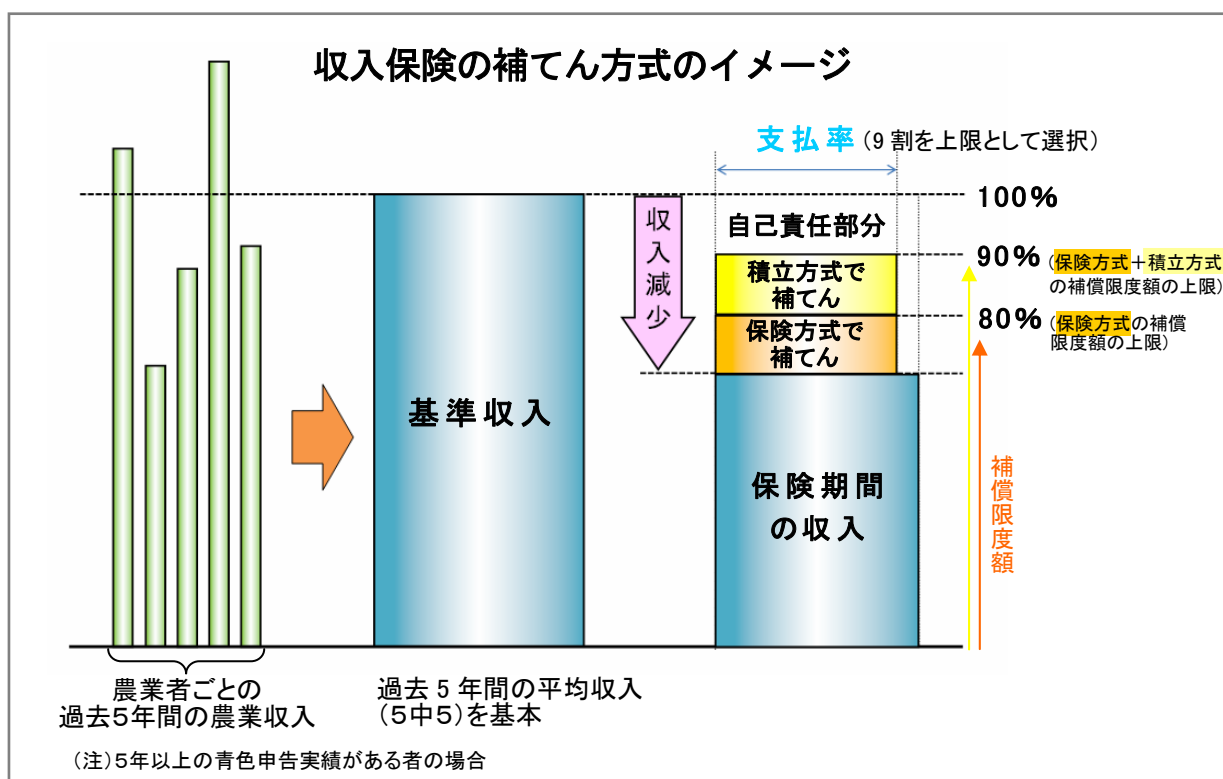 収入保険の補てん方式のイメージ
支払率(9割を上限として選択)
100%
収入減少
自己責任部分
90%(保険方式+積立方式
の補償限度額の上限)
積立方式で
補てん
80%(保険方式の補償
限度額の上限)
保険方式で
補てん
基準収入
保険期間
の収入
補償限度額
農業者ごとの
過去5年間の農業収入
過去5年間の平均収入
(5中5)を基本
(注)5年以上の青色申告実績がある者の場合